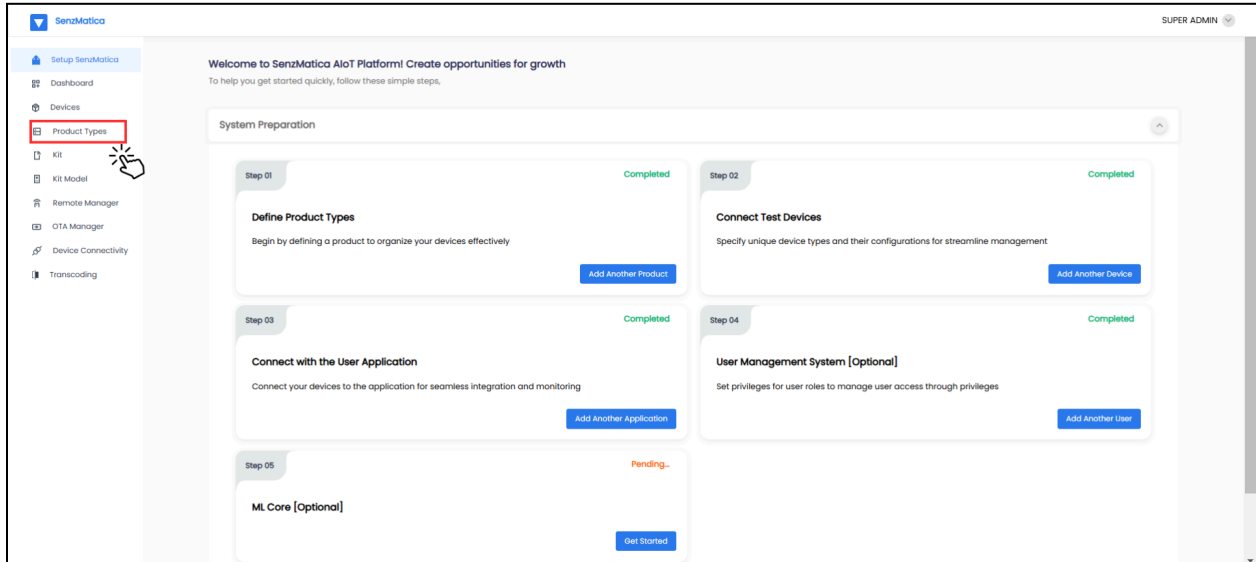 SenzMatica
SUPER ADMIN
Setup SenzMatica
Dashboard
Devices
Product Types
Kit
Kit Model
Remote Manager
OTA Manager
Device Connectivity
Transcoding
Welcome to SenzMatica AIoT Platform! Create opportunities for growth
To help you get started quickly, follow these simple steps,
System Preparation
Step 01
Completed
Define Product Types
Begin by defining a product to organize your devices effectively
Add Another Product
Step 02
Completed
Connect Test Devices
Specify unique device types and their configurations for streamline management
Add Another Device
Step 03
Completed
Connect with the User Application
Connect your devices to the application for seamless integration and monitoring
Add Another Application
Step 04
Completed
User Management System [Optional]
Set privileges for user roles to manage user access through privileges
Add Another User
Step 05
Pending...
ML Core [Optional]
Get Started